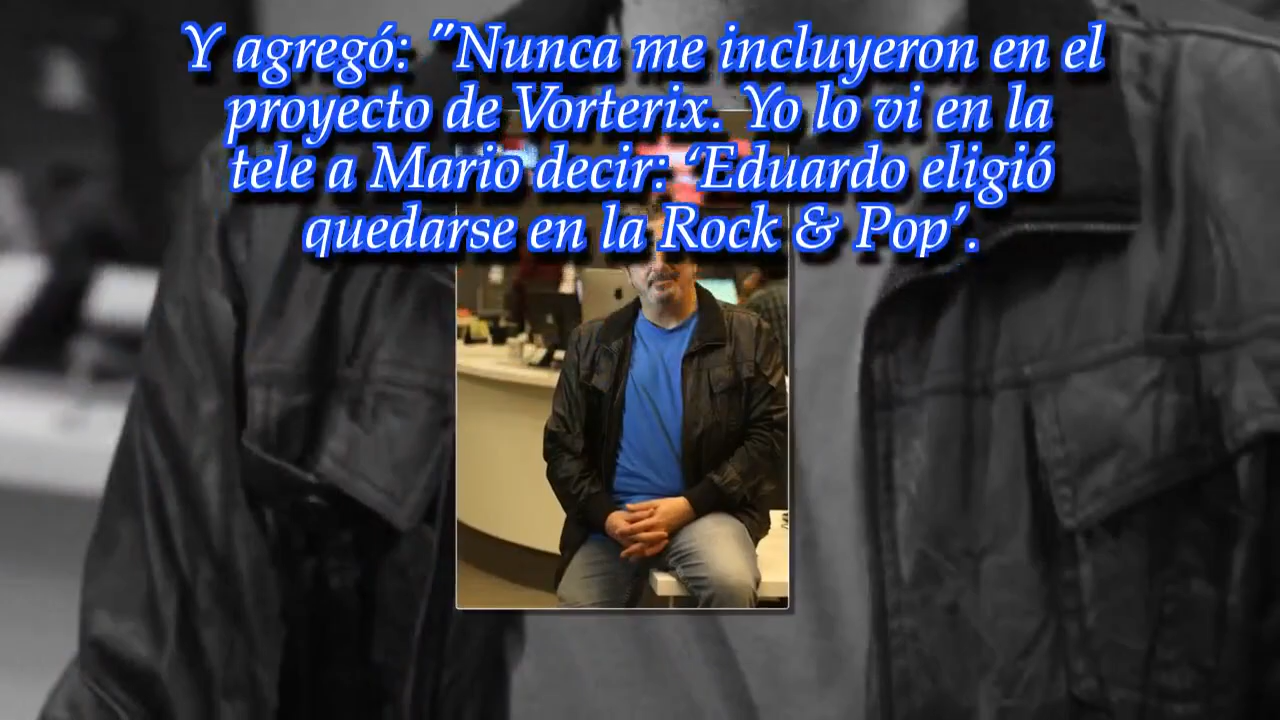 Y agregó: "Nunca me incluyeron en el
proyecto de Vorterix. Yo lo vi en la
tele a Mario decir: ‘Eduardo eligió
quedarse en la Rock & Pop’.